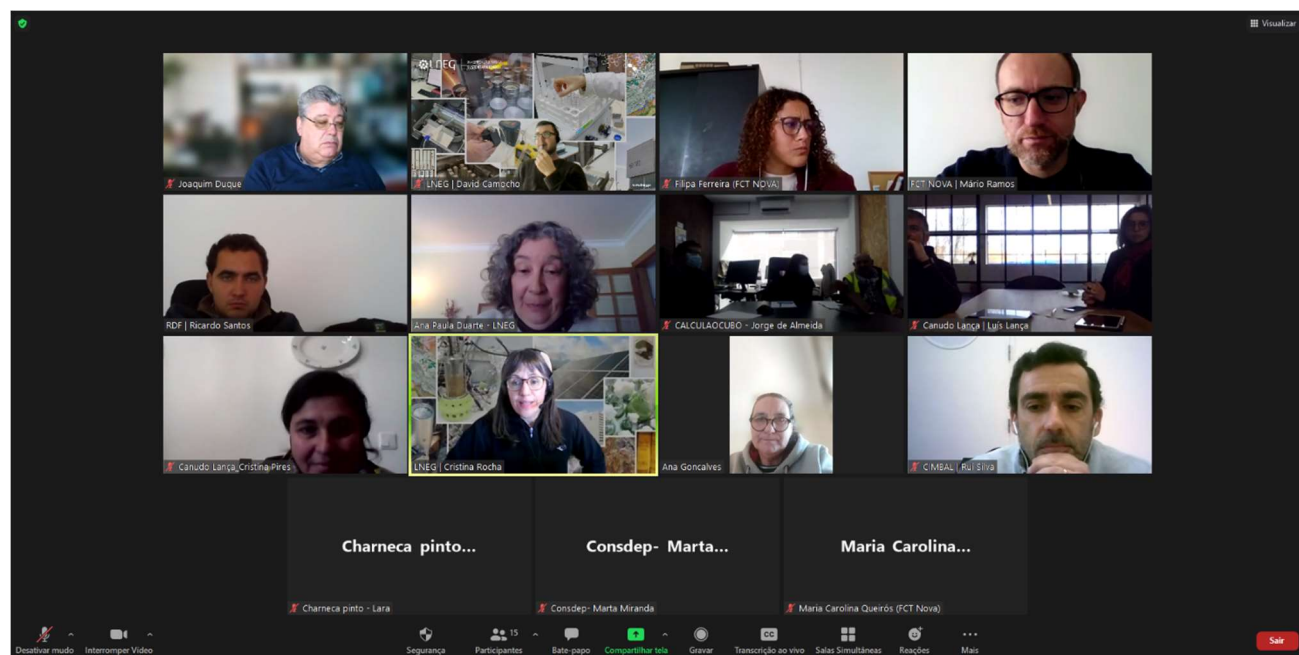 Visualizar
LNEG
Joaquim Duque
LNEG | David Camocho
Filipa Ferreira (FCT NOVA)
FCT NOVA | Mário Ramos
RDF | Ricardo Santos
Ana Paula Duarte - LNEG
CALCULAOCUBO - Jorge de Almeida
Canudo Lança | Luís Lança
Canudo Lança_Cristina Pires
LNEG | Cristina Rocha
Ana Goncalves
CIMBAL | Rui Silva
Charneca pinto...
Consdep- Marta...
Maria Carolina...
Charneca pinto - Lara
Consdep- Marta Miranda
Maria Carolina Queirós (FCT Nova)
Desativar mudo
Interromper Vídeo
Segurança
15
Participantes
Bate-papo
Compartilhar tela
Gravar
CC
Transcrição ao vivo
Salas Simultâneas
Reações
Mais
Sair